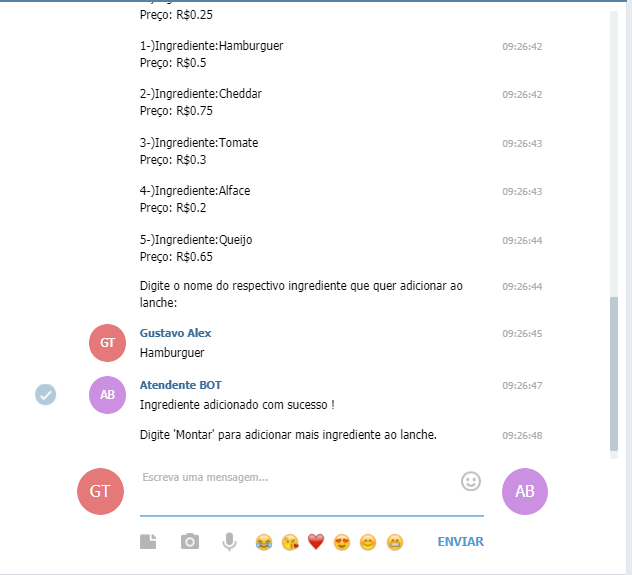 Preço: R$0.25
1-)Ingrediente:Hamburguer 09:26:42
Preço: R$0.5
2-)Ingrediente:Cheddar 09:26:42
Preço: R$0.75
3-)Ingrediente:Tomate 09:26:43
Preço: R$0.3
4-)Ingrediente:Alface 09:26:43
Preço: R$0.2
5-)Ingrediente:Queijo 09:26:44
Preço: R$0.65
Digite o nome do respectivo ingrediente que quer adicionar ao 09:26:44
lanche:
GT Gustavo Alex 09:26:45
Hamburguer
AB Atendente BOT 09:26:47
Ingrediente adicionado com sucesso !
Digite 'Montar' para adicionar mais ingrediente ao lanche. 09:26:48
GT Escreva uma mensagem... AB
ENVIAR